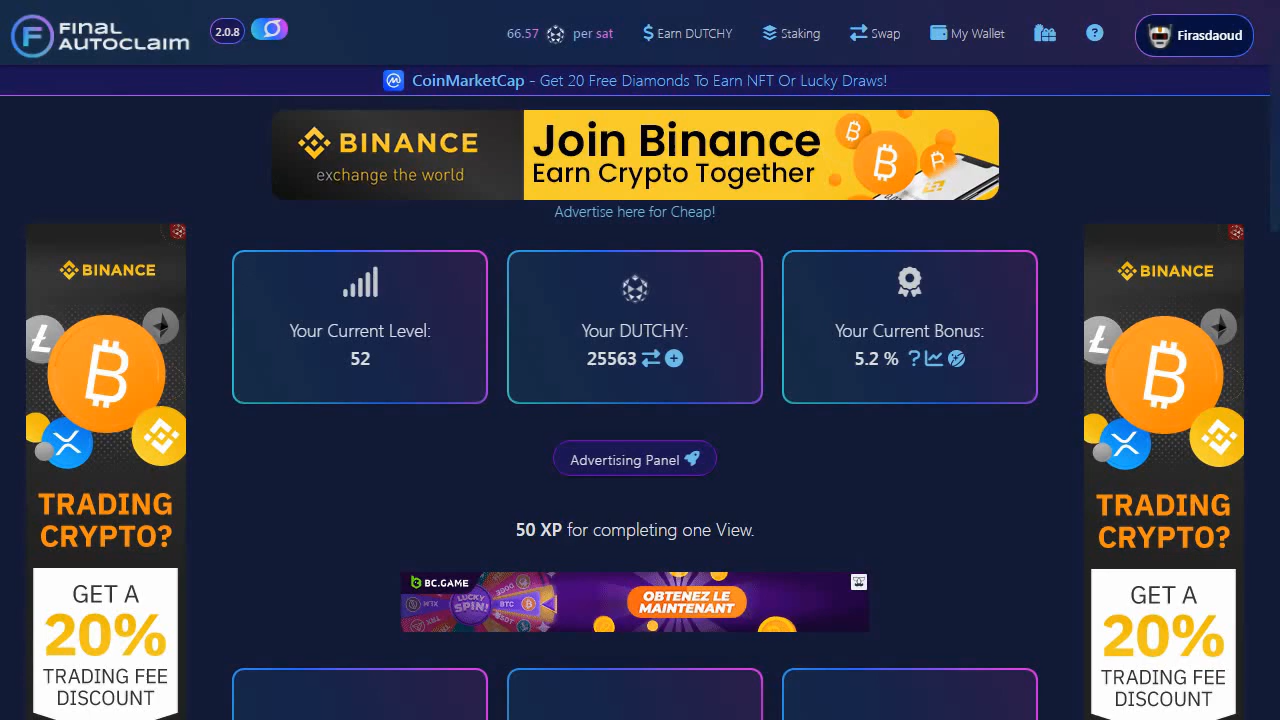 FINAL
AUTOCLAIM
2.0.8
66.57 per sat
Earn DUTCHY
Staking
Swap
My Wallet
?
Firasdaoud
CoinMarketCap - Get 20 Free Diamonds To Earn NFT Or Lucky Draws!
BINANCE
exchange the world
Join Binance
Earn Crypto Together
Advertise here for Cheap!
BINANCE
TRADING
CRYPTO?
GET A
20%
TRADING FEE
DISCOUNT
Your Current Level:
52
Your DUTCHY:
25563
Your Current Bonus:
5.2 % ?
Advertising Panel
50 XP for completing one View.
BC.GAME
LUCKY
SPIN!
BTC
OBTENEZ LE
MAINTENANT
BINANCE
TRADING
CRYPTO?
GET A
20%
TRADING FEE
DISCOUNT